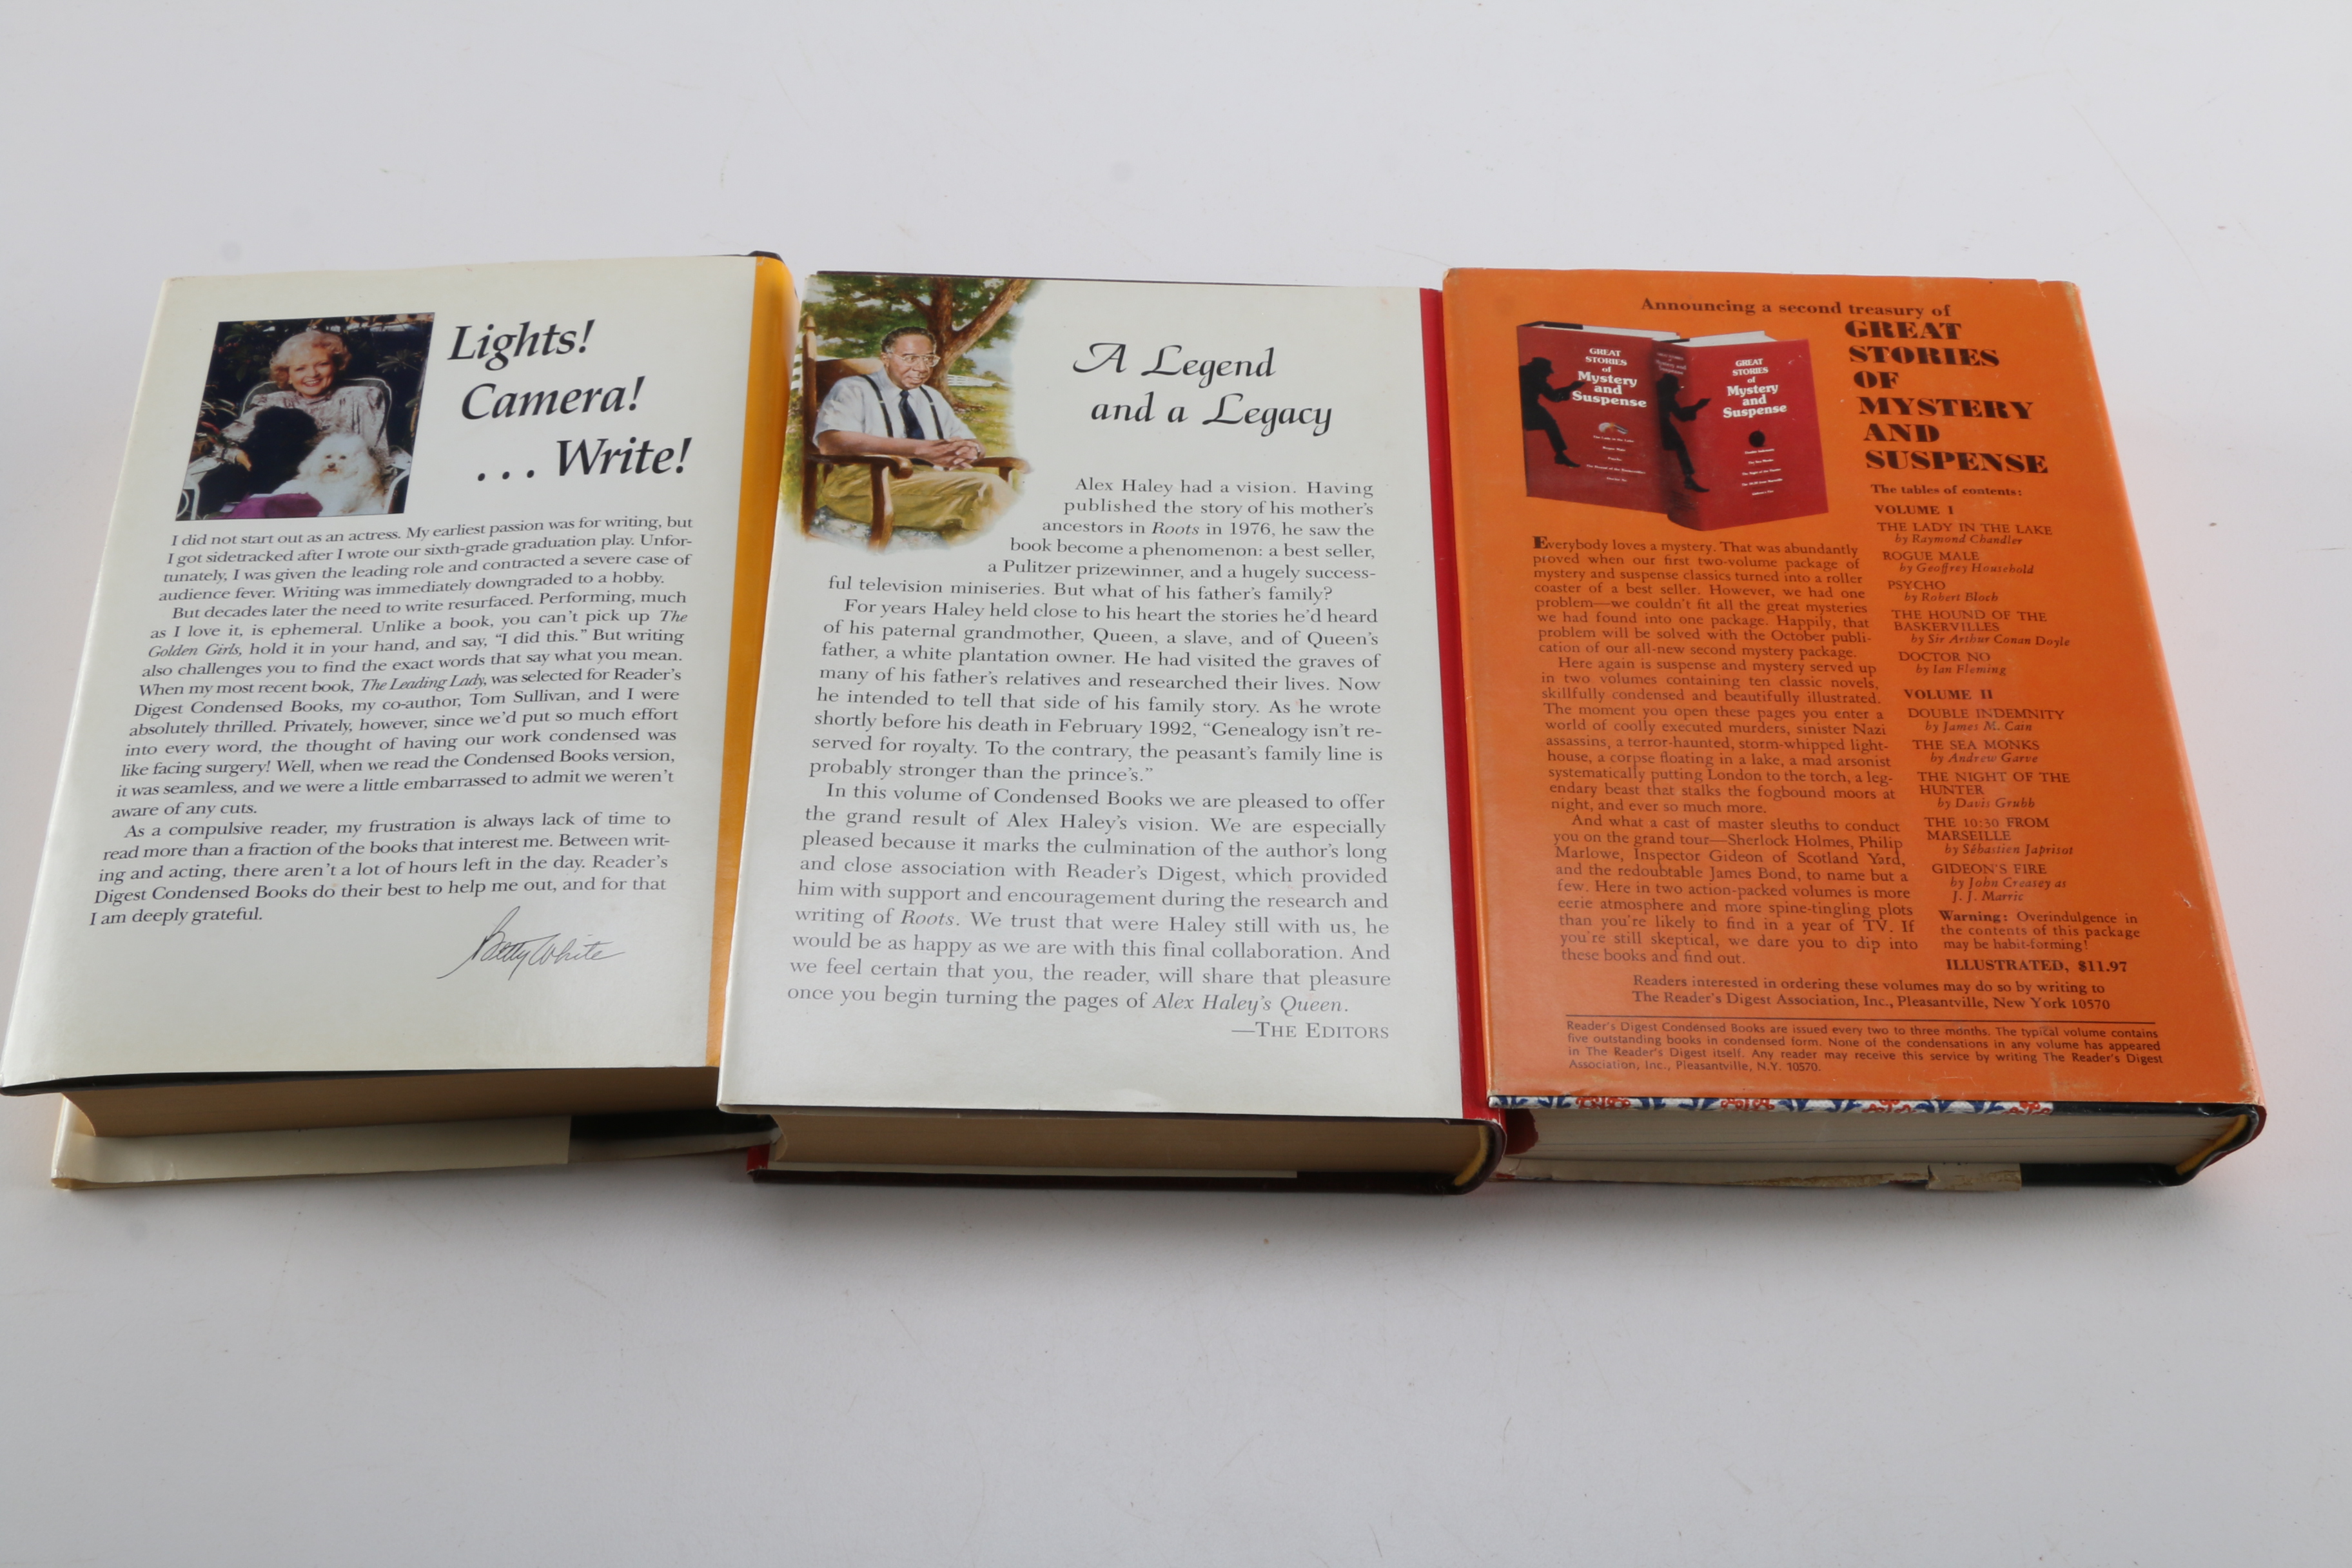 Lights!
Camera!
... Write!
I did not start out as an actress. My earliest passion was for writing, but
I got sidetracked after I wrote our sixth-grade graduation play. Unfor-
tunately, I was given the leading role and contracted a severe case of
audience fever. Writing was immediately downgraded to a hobby.
But decades later the need to write resurfaced. Performing, much
as I love it, is ephemeral. Unlike a book, you can't pick up The
Golden Girls, hold it in your hand, and say, "I did this." But writing
also challenges you to find the exact words that say what you mean.
When my most recent book, The Leading Lady, was selected for Reader's
Digest Condensed Books, my co-author, Tom Sullivan, and I were
absolutely thrilled. Privately, however, since we'd put so much effort
into every word, the thought of having our work condensed was
like facing surgery! Well, when we read the Condensed Books version,
it was seamless, and we were a little embarrassed to admit we weren't
aware of any cuts.
As a compulsive reader, my frustration is always lack of time to
read more than a fraction of the books that interest me. Between writ-
ing and acting, there aren't a lot of hours left in the day. Reader's
Digest Condensed Books do their best to help me out, and for that
I am deeply grateful.
Betty White
A Legend
and a Legacy
Alex Haley had a vision. Having
published the story of his mother's
ancestors in Roots in 1976, he saw the
book become a phenomenon: a best seller,
a Pulitzer prizewinner, and a hugely success-
ful television miniseries. But what of his father's family?
For years Haley held close to his heart the stories he'd heard
of his paternal grandmother, Queen, a slave, and of Queen's
father, a white plantation owner. He had visited the graves of
many of his father's relatives and researched their lives. Now
he intended to tell that side of his family story. As he wrote
shortly before his death in February 1992, "Genealogy isn't re-
served for royalty. To the contrary, the peasant's family line is
probably stronger than the prince's."
In this volume of Condensed Books we are pleased to offer
the grand result of Alex Haley's vision. We are especially
pleased because it marks the culmination of the author's long
and close association with Reader's Digest, which provided
him with support and encouragement during the research and
writing of Roots. We trust that were Haley still with us, he
would be as happy as we are with this final collaboration. And
we feel certain that you, the reader, will share that pleasure
once you begin turning the pages of Alex Haley's Queen.
—THE EDITORS
Announcing a second treasury of
GREAT
STORIES
OF
MYSTERY
AND
SUSPENSE
GREAT
STORIES
of
Mystery
and
Suspense
GREAT
STORIES
of
Mystery
and
Suspense
Everybody loves a mystery. That was abundantly
proved when our first two-volume package of
mystery and suspense classics turned into a roller
coaster of a best seller. However, we had one
problem—we couldn't fit all the great mysteries
we had found into one package. Happily, that
problem will be solved with the October publi-
cation of our all-new second mystery package.
Here again is suspense and mystery served up
in two volumes containing ten classic novels,
skillfully condensed and beautifully illustrated.
The moment you open these pages you enter a
world of coolly executed murders, sinister Nazi
assassins, a terror-haunted, storm-whipped light-
house, a corpse floating in a lake, a mad arsonist
systematically putting London to the torch, a leg-
endary beast that stalks the fogbound moors at
night, and ever so much more.
And what a cast of master sleuths to conduct
you on the grand tour—Sherlock Holmes, Philip
Marlowe, Inspector Gideon of Scotland Yard,
and the redoubtable James Bond, to name but a
few. Here in two action-packed volumes is more
eerie atmosphere and more spine-tingling plots
than you're likely to find in a year of TV. If
you're still skeptical, we dare you to dip into
these books and find out.
The tables of contents:
VOLUME I
THE LADY IN THE LAKE
by Raymond Chandler
ROGUE MALE
by Geoffrey Household
PSYCHO
by Robert Bloch
THE HOUND OF THE
BASKERVILLES
by Sir Arthur Conan Doyle
DOCTOR NO
by Ian Fleming
VOLUME II
DOUBLE INDEMNITY
by James M. Cain
THE SEA MONKS
by Andrew Garve
THE NIGHT OF THE
HUNTER
by Davis Grubb
THE 10:30 FROM
MARSEILLE
by Sébastien Japrisot
GIDEON'S FIRE
by John Creasey as
J. J. Marric
Warning: Overindulgence in
the contents of this package
may be habit-forming!
ILLUSTRATED, $11.97
Readers interested in ordering these volumes may do so by writing to
The Reader's Digest Association, Inc., Pleasantville, New York 10570
Reader's Digest Condensed Books are issued every two to three months. The typical volume contains
five outstanding books in condensed form. None of the condensations in any volume has appeared
in The Reader's Digest itself. Any reader may receive this service by writing The Reader's Digest
Association, Inc., Pleasantville, N.Y. 10570.